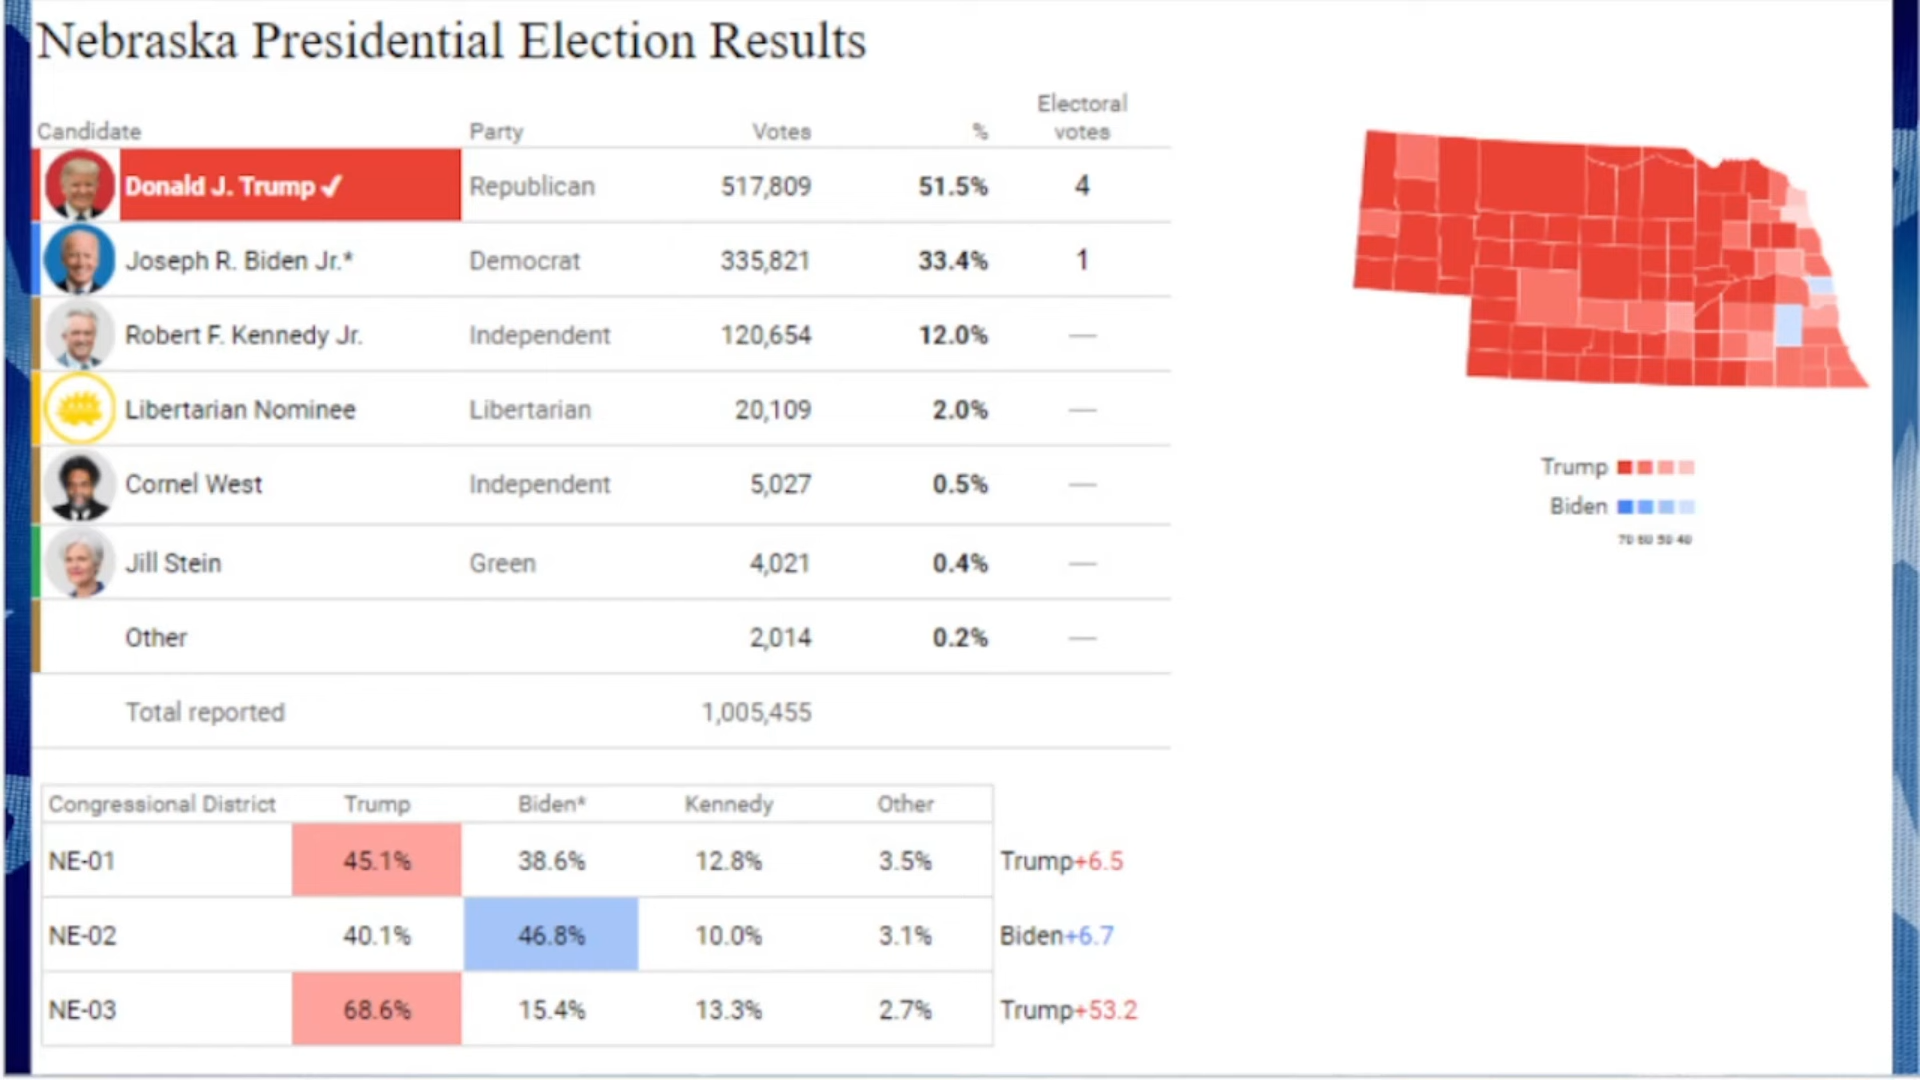 Nebraska Presidential Election Results
Candidate Party Votes % Electoral votes
Donald J. Trump ✓ Republican 517,809 51.5% 4
Joseph R. Biden Jr.* Democrat 335,821 33.4% 1
Robert F. Kennedy Jr. Independent 120,654 12.0% —
Libertarian Nominee Libertarian 20,109 2.0% —
Cornel West Independent 5,027 0.5% —
Jill Stein Green 4,021 0.4% —
Other 2,014 0.2% —
Total reported 1,005,455
Congressional District Trump Biden* Kennedy Other
NE-01 45.1% 38.6% 12.8% 3.5% Trump+6.5
NE-02 40.1% 46.8% 10.0% 3.1% Biden+6.7
NE-03 68.6% 15.4% 13.3% 2.7% Trump+53.2
Trump
Biden
70 60 50 40